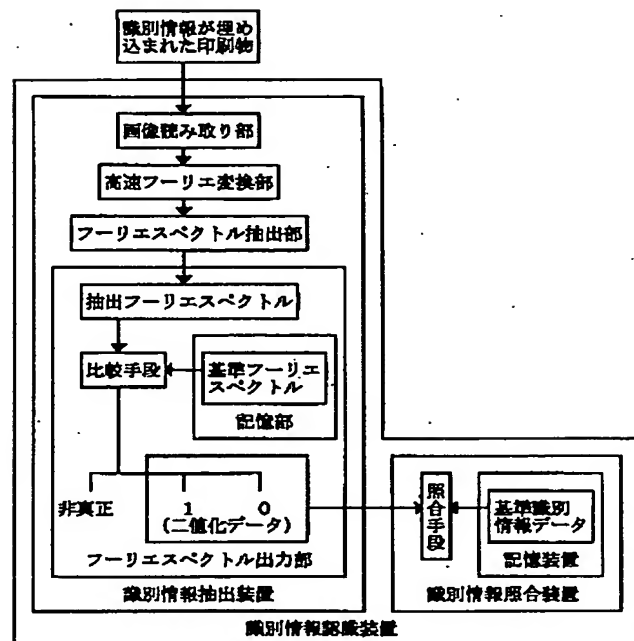 識別情報が埋め
込まれた印刷物
画像読み取り部
高速フーリエ変換部
フーリエスペクトル抽出部
抽出フーリエスペクトル
比較手段
基準フーリエ
スペクトル
記憶部
非真正
1
0
(二値化データ)
フーリエスペクトル出力部
識別情報抽出装置
照合手段
基準識別
情報データ
記憶装置
識別情報照合装置
識別情報認識装置